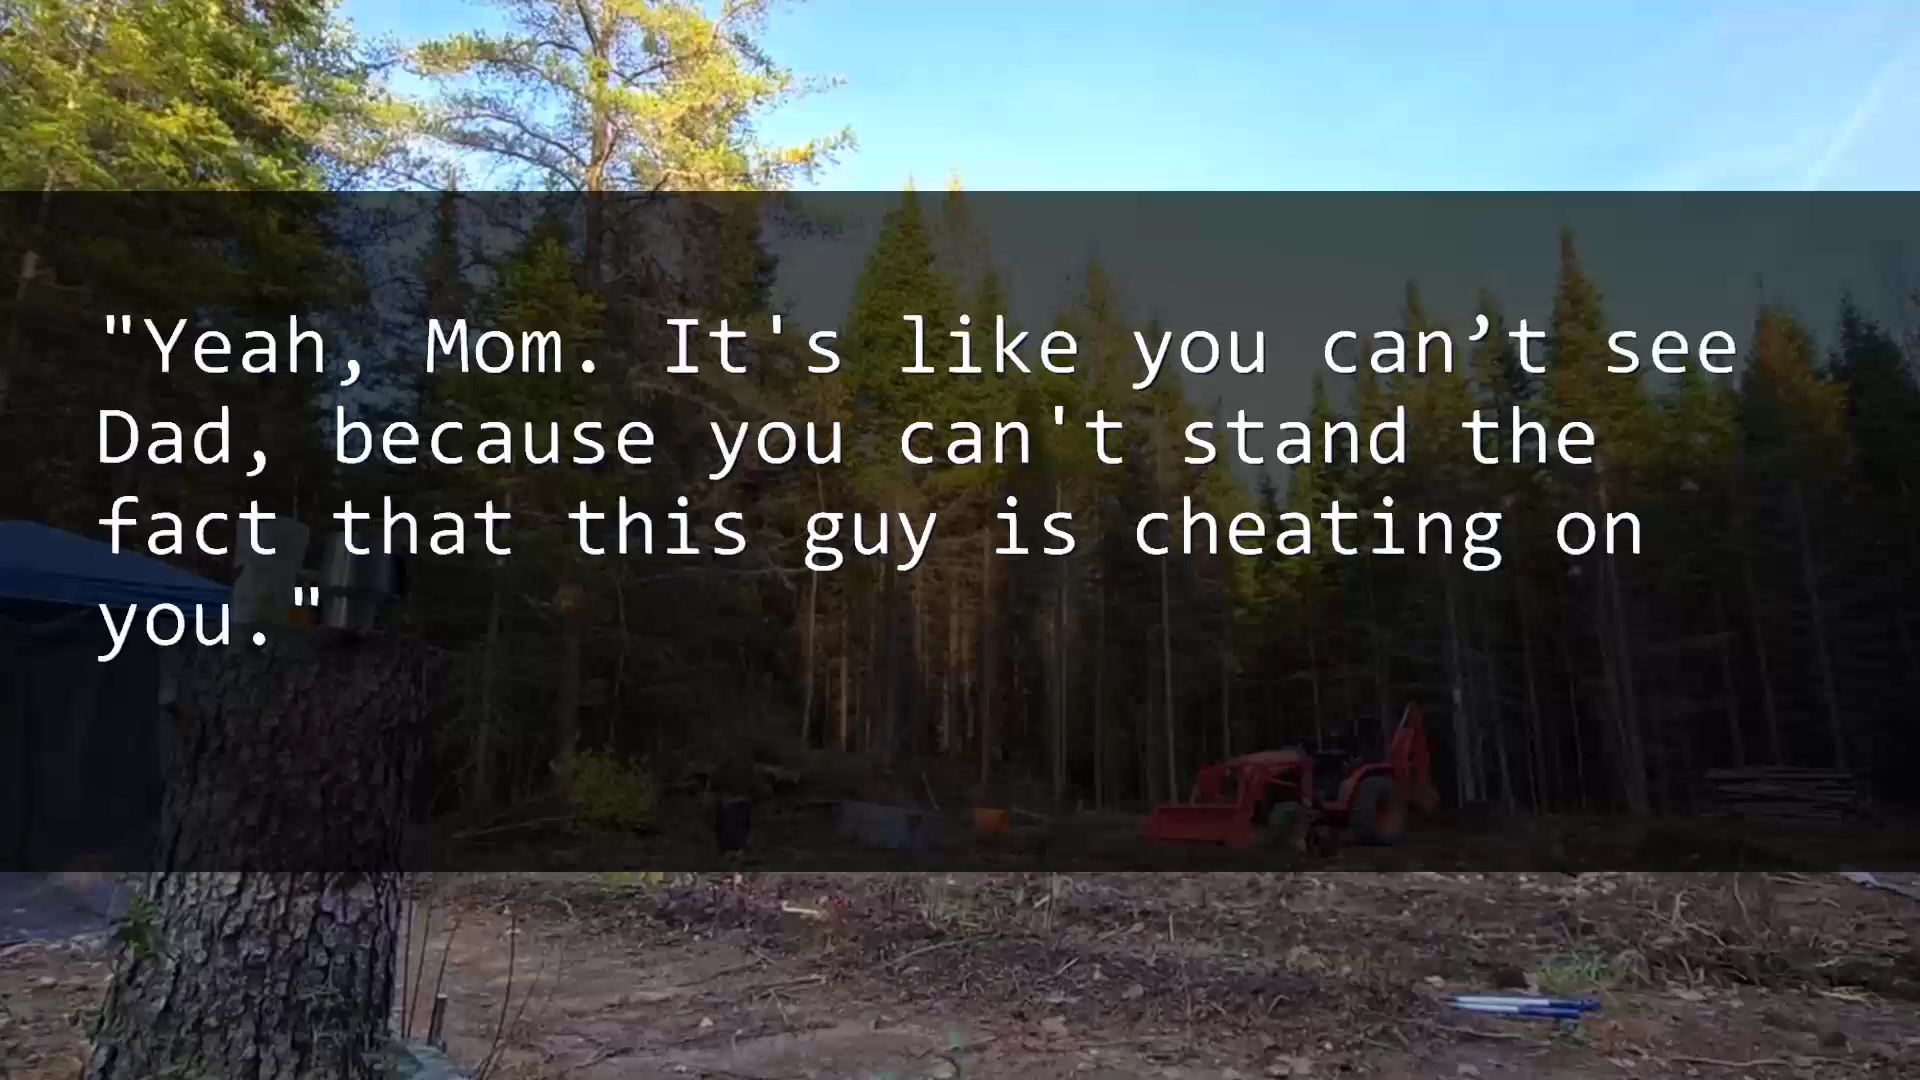 "Yeah, Mom. It's like you can’t see
Dad, because you can't stand the
fact that this guy is cheating on
you."